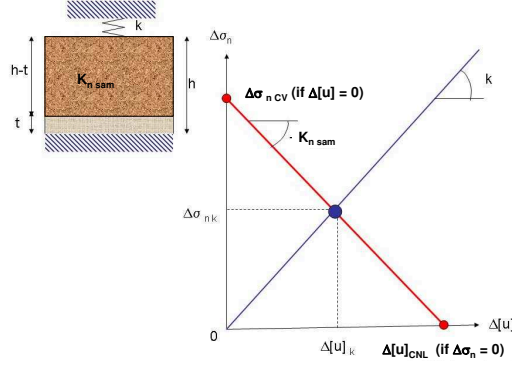 k
h-t
K n sam
h
t
Δσn
Δσ n CV (if Δ[u] = 0)
k
- K n sam
Δσ n k
0
Δ[u] k
Δ[u]
Δ[u]CNL (if Δσn = 0)